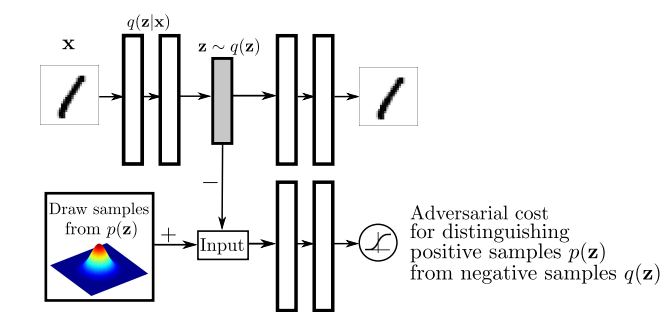 q(𝐳|𝐱)
𝐱
𝐳 ∼ q(𝐳)
−
Draw samples
from p(𝐳)
+
Input
Adversarial cost
for distinguishing
positive samples p(𝐳)
from negative samples q(𝐳)